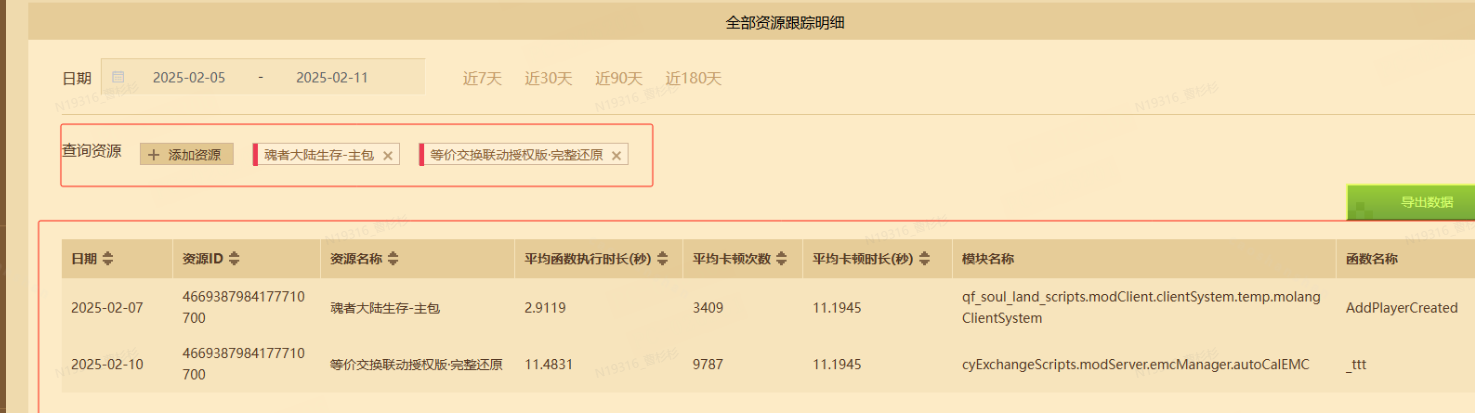 全部资源跟踪明细
日期 2025-02-05 - 2025-02-11 近7天 近30天 近90天 近180天
查询资源 + 添加资源 魂者大陆生存-主包 × 等价交换联动授权版·完整还原 ×
导出数据
日期 资源ID 资源名称 平均函数执行时长(秒) 平均卡顿次数 平均卡顿时长(秒) 模块名称 函数名称
2025-02-07 4669387984177710 魂者大陆生存-主包 2.9119 3409 11.1945 qf_soul_land_scripts.modClient.clientSystem.temp.molang AddPlayerCreated
700 ClientSystem
2025-02-10 4669387984177710 等价交换联动授权版·完整还原 11.4831 9787 11.1945 cyExchangeScripts.modServer.emcManager.autoCalEMC _ttt
700